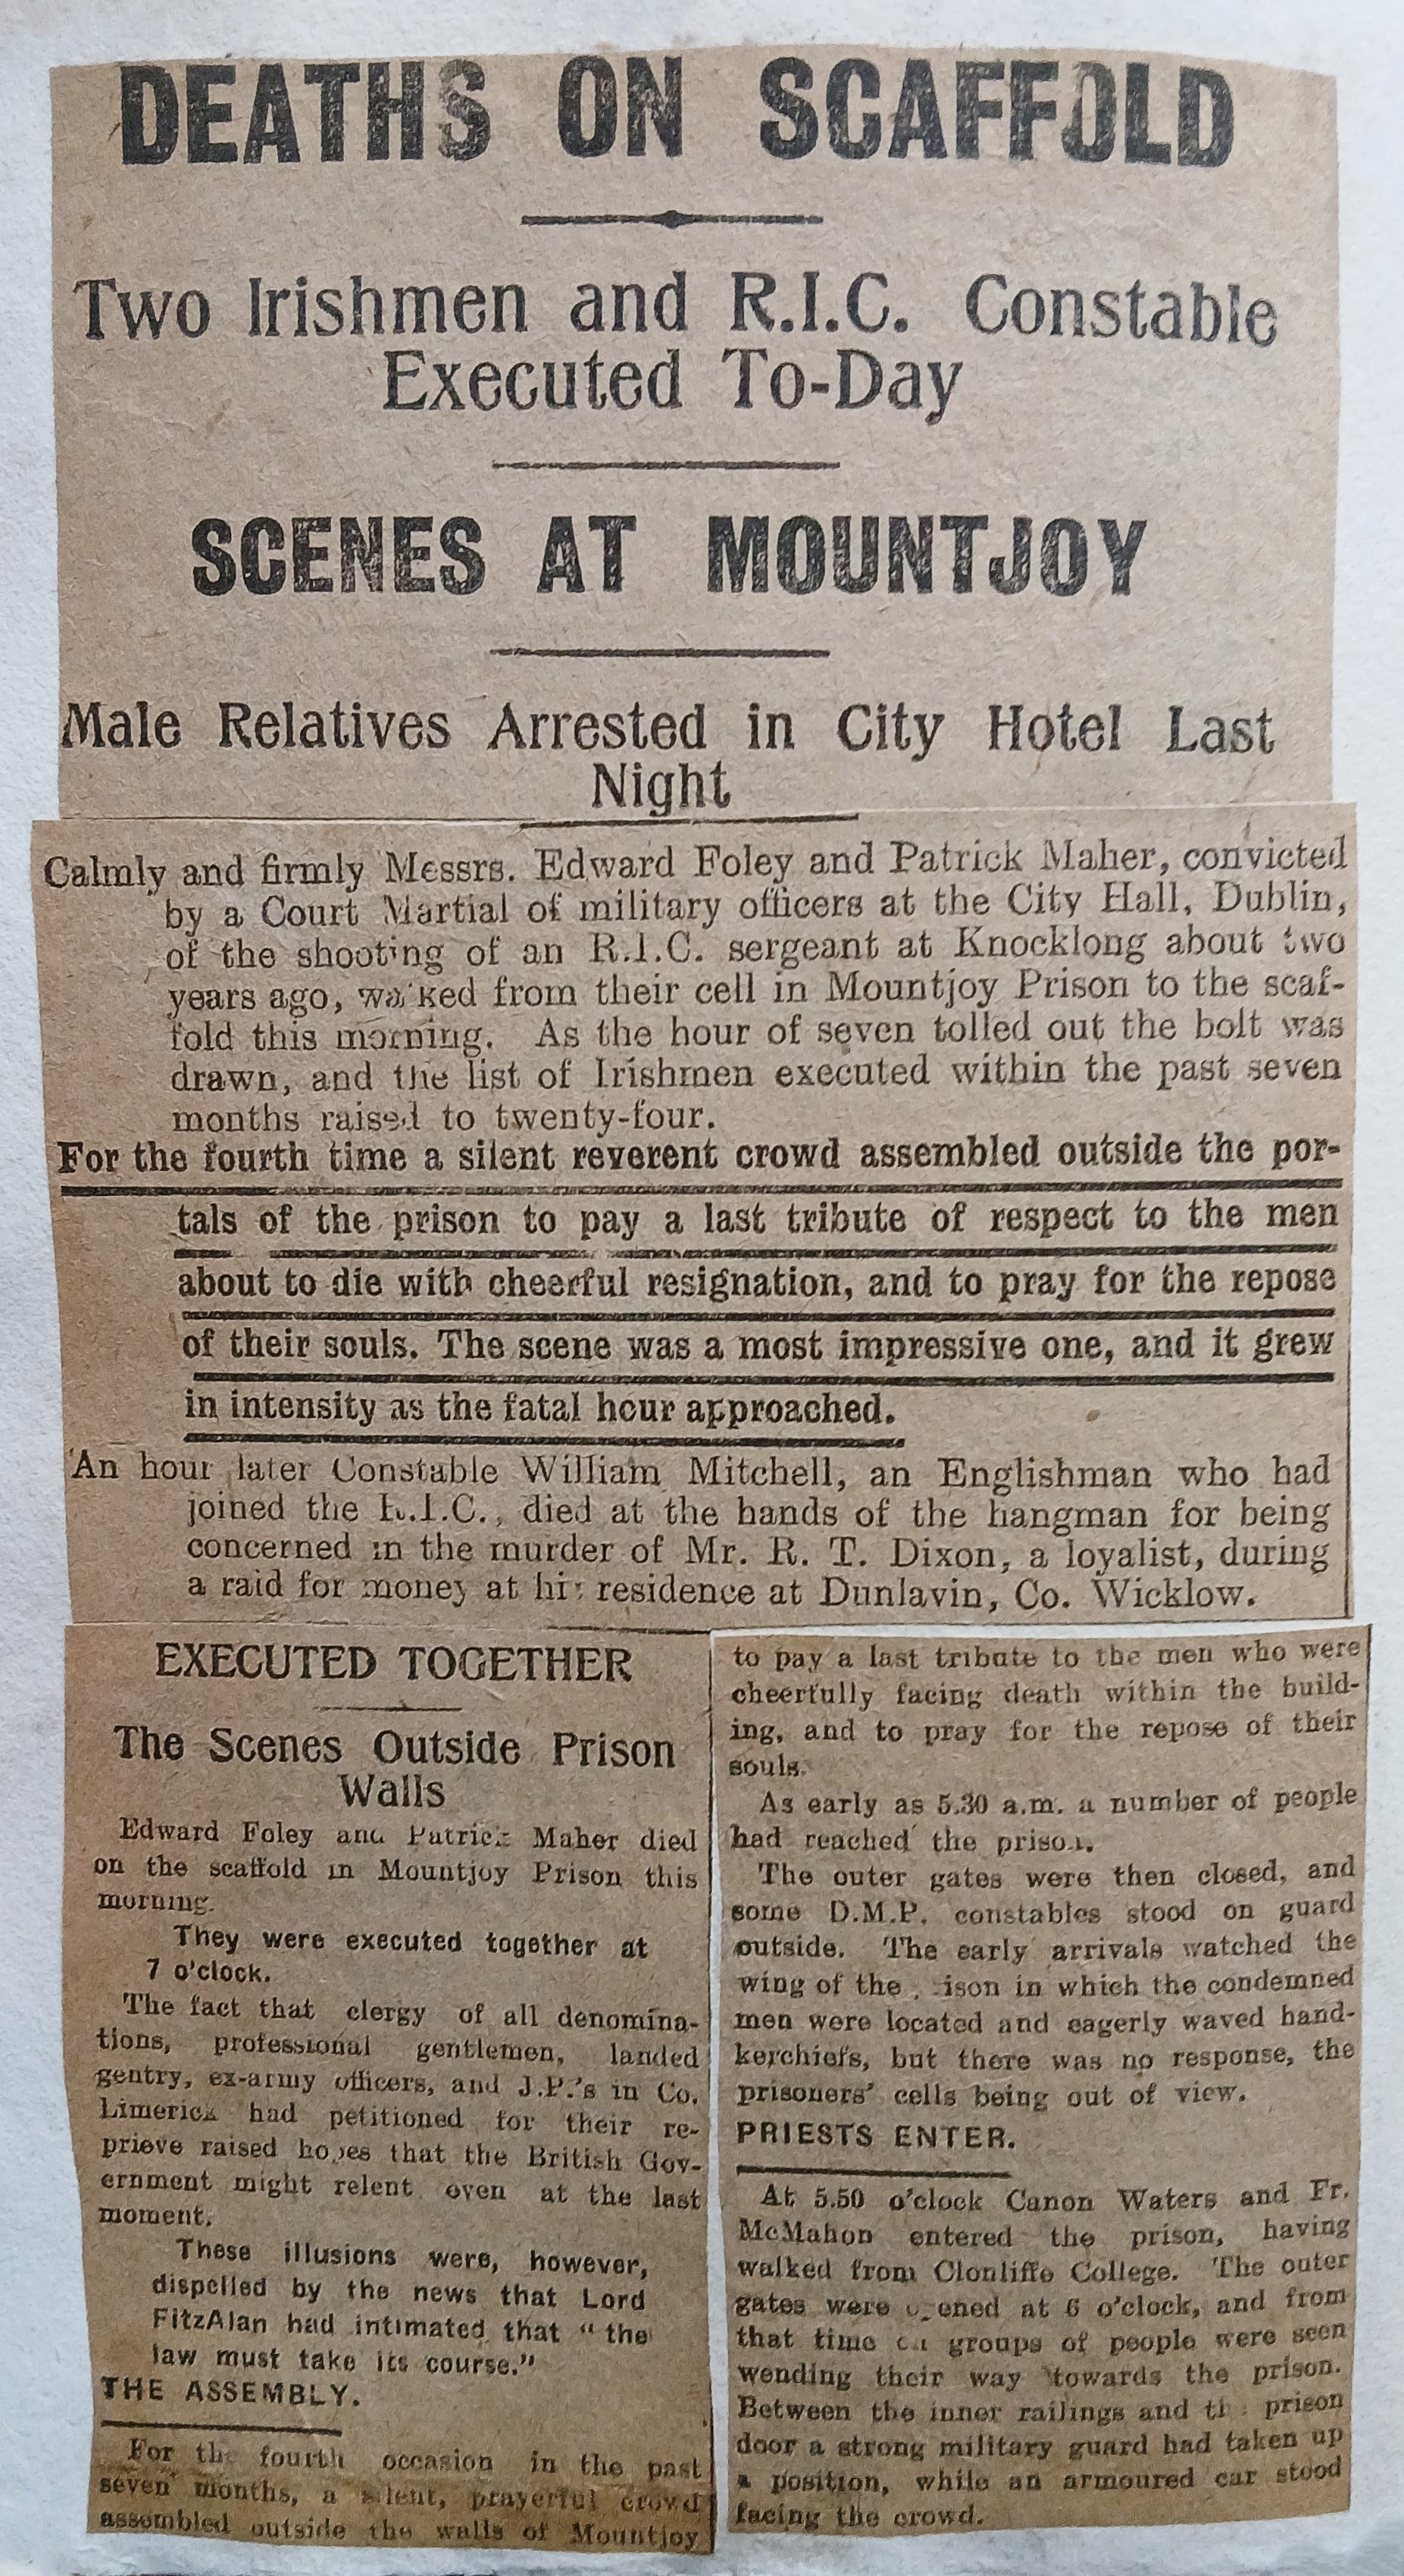 DEATHS ON SCAFFOLD
Two Irishmen and R.I.C. Constable
Executed To-Day
SCENES AT MOUNTJOY
Male Relatives Arrested in City Hotel Last
Night
Calmly and firmly Messrs. Edward Foley and Patrick Maher, convicted
by a Court Martial of military officers at the City Hall, Dublin,
of the shooting of an R.I.C. sergeant at Knocklong about two
years ago, walked from their cell in Mountjoy Prison to the scaf-
fold this morning. As the hour of seven tolled out the bolt was
drawn, and the list of Irishmen executed within the past seven
months raised to twenty-four.
For the fourth time a silent reverent crowd assembled outside the por-
tals of the prison to pay a last tribute of respect to the men
about to die with cheerful resignation, and to pray for the repose
of their souls. The scene was a most impressive one, and it grew
in intensity as the fatal hour approached.
An hour later Constable William Mitchell, an Englishman who had
joined the R.I.C., died at the hands of the hangman for being
concerned in the murder of Mr. R. T. Dixon, a loyalist, during
a raid for money at his residence at Dunlavin, Co. Wicklow.
EXECUTED TOGETHER
The Scenes Outside Prison
Walls
Edward Foley and Patrick Maher died
on the scaffold in Mountjoy Prison this
morning.
They were executed together at
7 o'clock.
The fact that clergy of all denomina-
tions, professional gentlemen, landed
gentry, ex-army officers, and J.P.'s in Co.
Limerick had petitioned for their re-
prieve raised hopes that the British Gov-
ernment might relent even at the last
moment.
These illusions were, however,
dispelled by the news that Lord
FitzAlan had intimated that "the
law must take its course."
THE ASSEMBLY.
For the fourth occasion in the past
seven months, a silent, prayerful crowd
assembled outside the walls of Mountjoy
to pay a last tribute to the men who were
cheerfully facing death within the build-
ing, and to pray for the repose of their
souls.
As early as 5.30 a.m. a number of people
had reached the prison.
The outer gates were then closed, and
some D.M.P. constables stood on guard
outside. The early arrivals watched the
wing of the prison in which the condemned
men were located and eagerly waved hand-
kerchiefs, but there was no response, the
prisoners' cells being out of view.
PRIESTS ENTER.
At 5.50 o'clock Canon Waters and Fr.
McMahon entered the prison, having
walked from Clonliffe College. The outer
gates were opened at 6 o'clock, and from
that time on groups of people were seen
wending their way towards the prison.
Between the inner railings and the prison
door a strong military guard had taken up
a position, while an armoured car stood
facing the crowd.